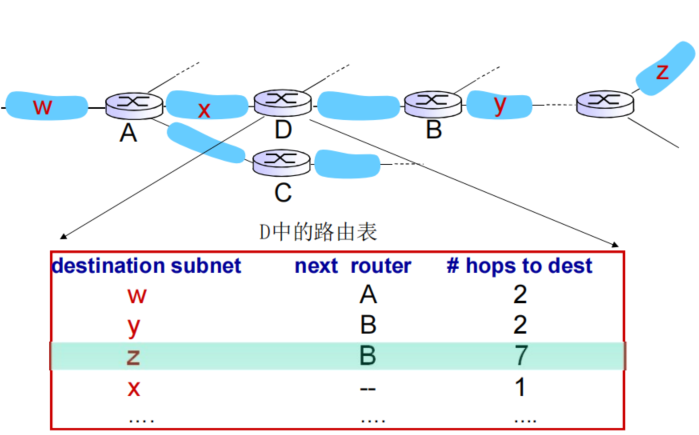 z
w
x
y
A
D
B
C
D中的路由表
destination subnet next router # hops to dest
w A 2
y B 2
z B 7
x -- 1
.... .... ....